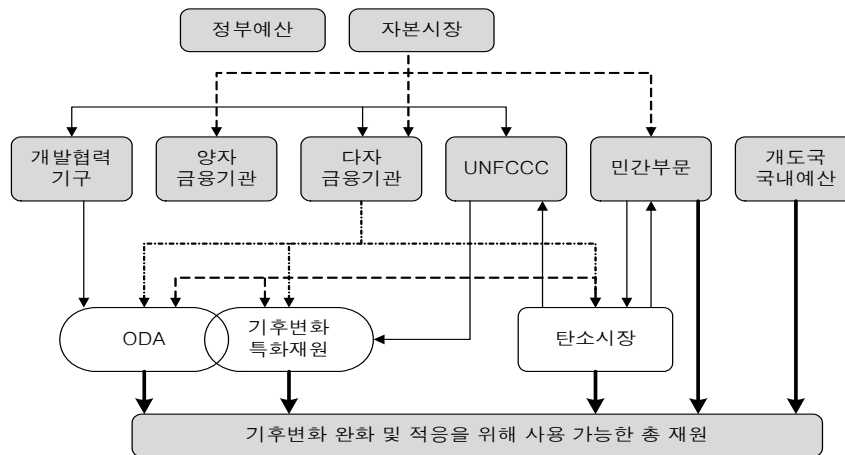 정부예산
자본시장
개발협력
기구
양자
금융기관
다자
금융기관
UNFCCC
민간부문
개도국
국내예산
ODA
기후변화
특화재원
탄소시장
기후변화 완화 및 적응을 위해 사용 가능한 총 재원